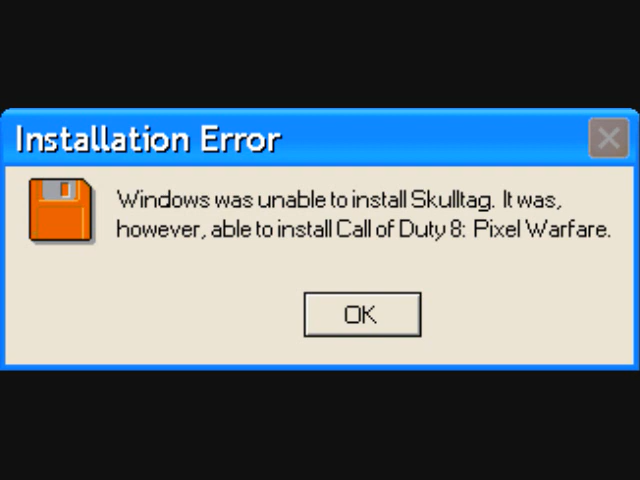 Installation Error
Windows was unable to install Skulltag. It was,
however, able to install Call of Duty 8: Pixel Warfare.
OK